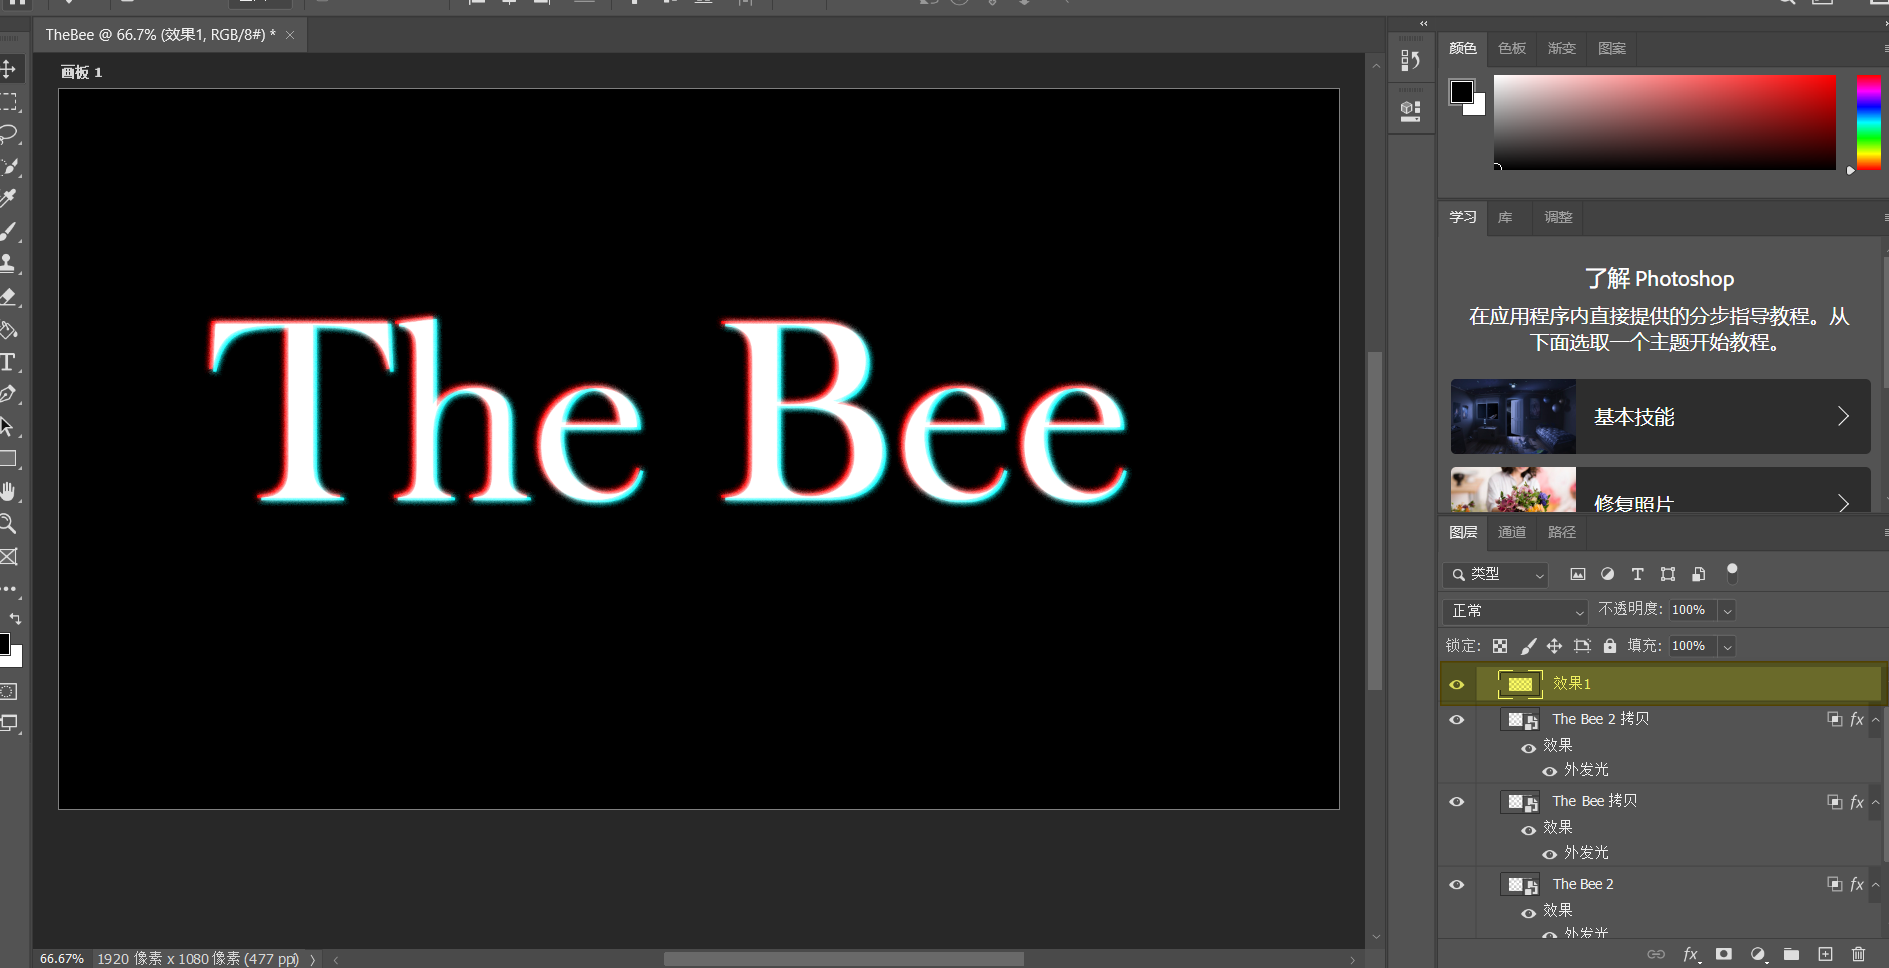 TheBee @ 66.7% (效果1, RGB/8#) *
画板 1
The Bee
66.67%
1920 像素 x 1080 像素 (477 ppi)
颜色
色板
渐变
图案
学习
库
调整
了解 Photoshop
在应用程序内直接提供的分步指导教程。从
下面选取一个主题开始教程。
基本技能
修复照片
图层
通道
路径
类型
正常
不透明度: 100%
锁定:
填充: 100%
效果1
The Bee 2 拷贝
fx
效果
外发光
The Bee 拷贝
fx
效果
外发光
The Bee 2
fx
效果
外发光
fx